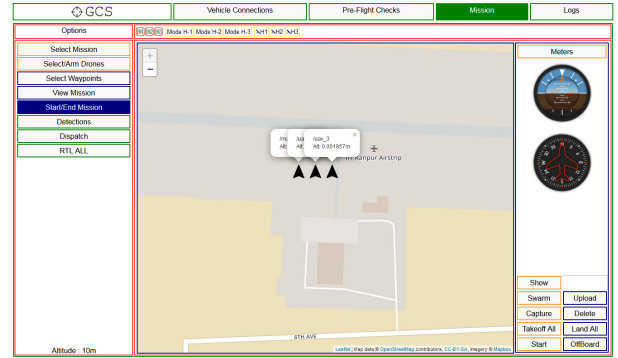 GCS
Vehicle Connections
Pre-Flight Checks
Mission
Logs
Options
Mode H-1 Mode H-2 Mode H-3 H1 H2 H3
Select Mission
Select/Arm Drones
Select Waypoints
View Mission
Start/End Mission
Detections
Dispatch
RTL ALL
Altitude : 10m
+
−
/uav_3
Alt: 0.001857m
Kanpur Airstrip
6TH AVE
Leaflet | Map data © OpenStreetMap contributors, CC-BY-SA, Imagery © Mapbox
Meters
Show
Swarm
Upload
Capture
Delete
Takeoff All
Land All
Start
OffBoard